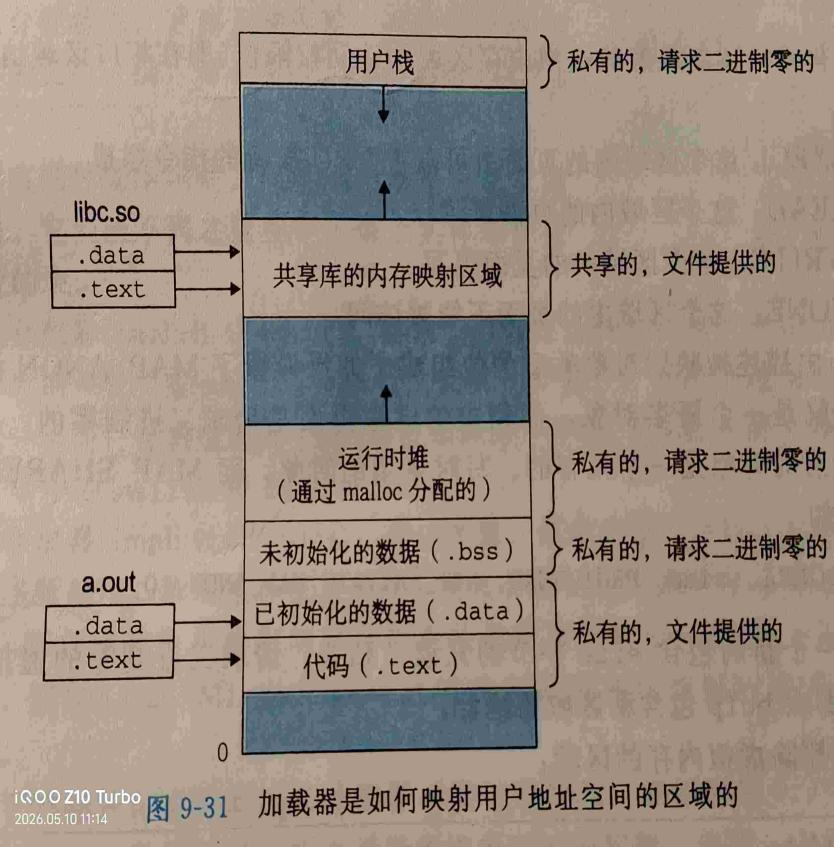 用户栈
私有的，请求二进制零的
libc.so
.data
.text
共享库的内存映射区域
共享的，文件提供的
运行时堆
（通过 malloc 分配的）
私有的，请求二进制零的
未初始化的数据（.bss）
私有的，请求二进制零的
a.out
.data
.text
已初始化的数据（.data）
代码（.text）
私有的，文件提供的
0
图 9-31 加载器是如何映射用户地址空间的区域的
iQOO Z10 Turbo
2026.05.10 11:14